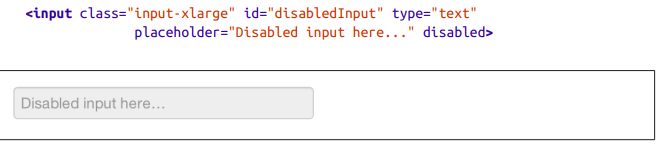 <input class="input-xlarge" id="disabledInput" type="text"
placeholder="Disabled input here..." disabled>
Disabled input here...